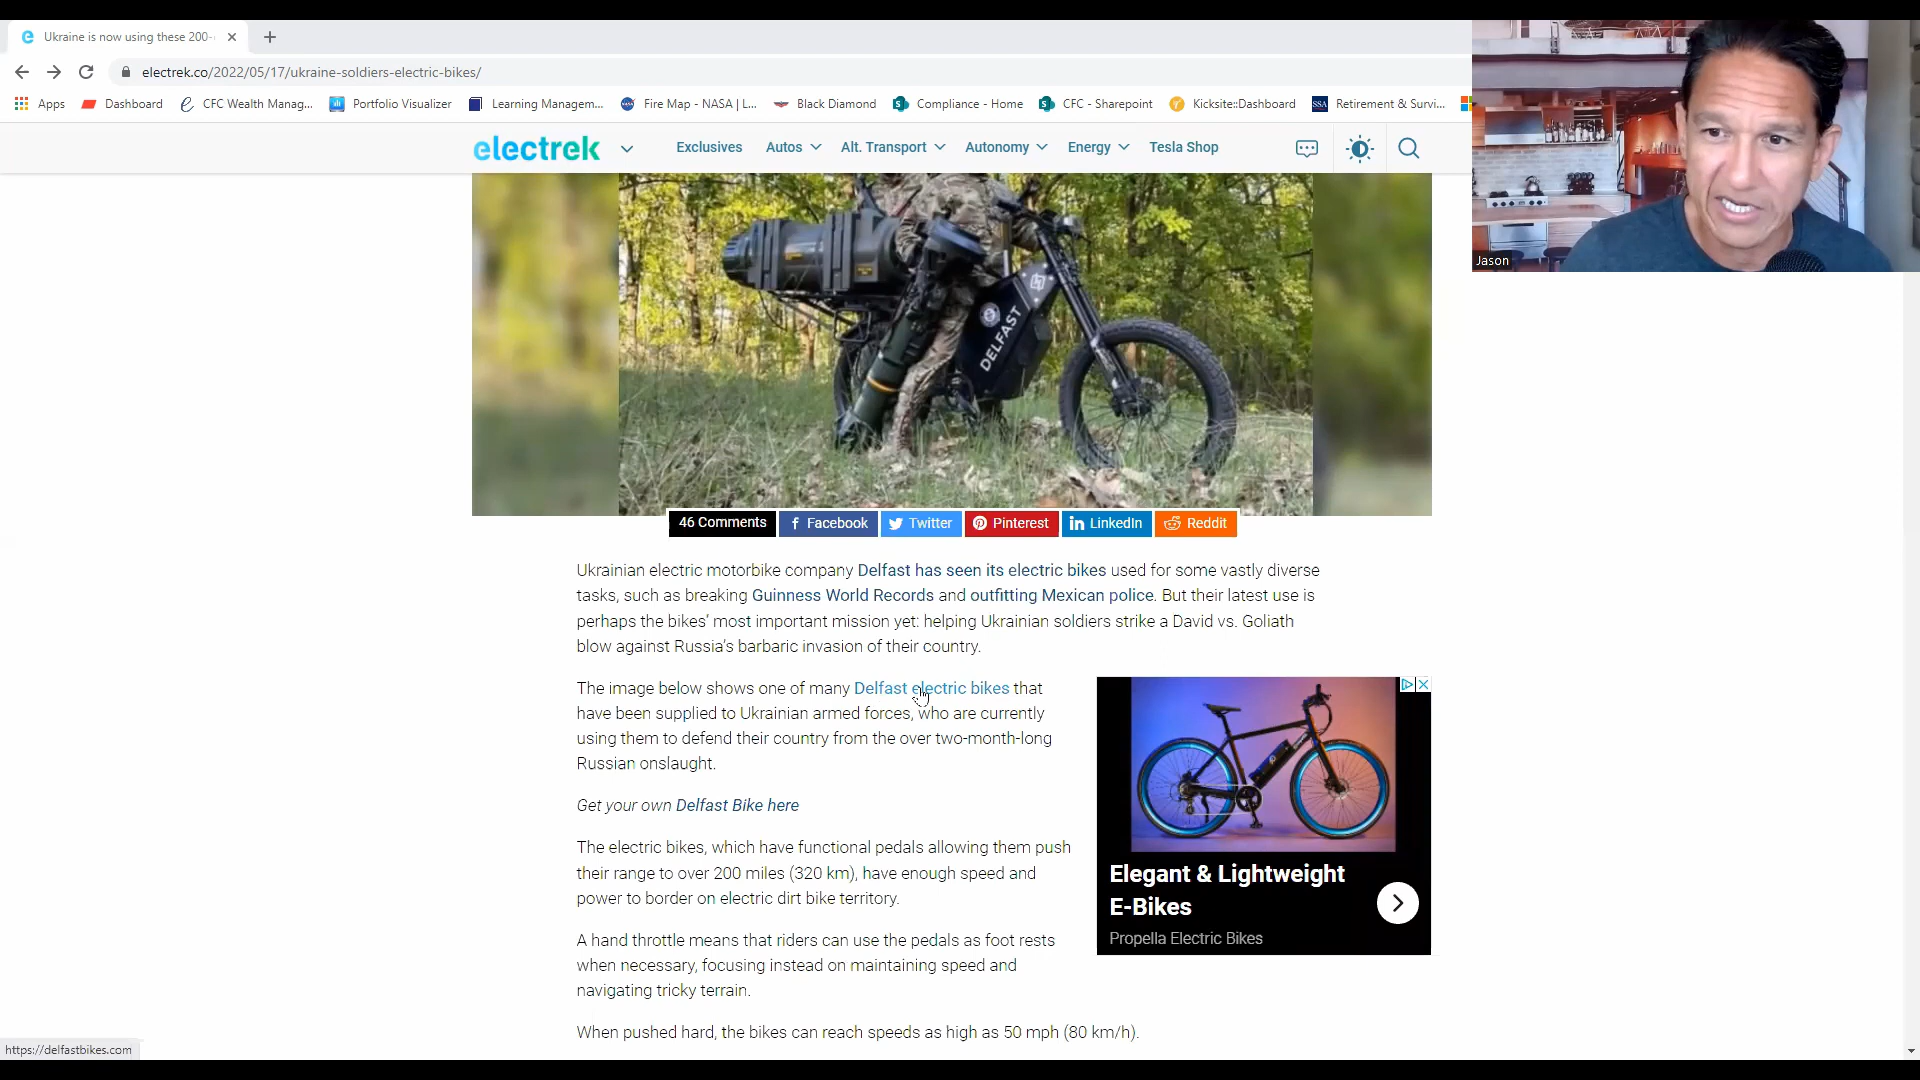 Ukraine is now using these 200-
electrek.co/2022/05/17/ukraine-soldiers-electric-bikes/
Apps Dashboard CFC Wealth Manag... Portfolio Visualizer Learning Managem... Fire Map - NASA | L... Black Diamond Compliance - Home CFC - Sharepoint Kicksite::Dashboard SSA Retirement & Survi...
electrek Exclusives Autos Alt. Transport Autonomy Energy Tesla Shop
Jason
DELFAST
46 Comments Facebook Twitter Pinterest LinkedIn Reddit
Ukrainian electric motorbike company Delfast has seen its electric bikes used for some vastly diverse
tasks, such as breaking Guinness World Records and outfitting Mexican police. But their latest use is
perhaps the bikes’ most important mission yet: helping Ukrainian soldiers strike a David vs. Goliath
blow against Russia’s barbaric invasion of their country.
The image below shows one of many Delfast electric bikes that
have been supplied to Ukrainian armed forces, who are currently
using them to defend their country from the over two-month-long
Russian onslaught.
Get your own Delfast Bike here
The electric bikes, which have functional pedals allowing them push
their range to over 200 miles (320 km), have enough speed and
power to border on electric dirt bike territory.
A hand throttle means that riders can use the pedals as foot rests
when necessary, focusing instead on maintaining speed and
navigating tricky terrain.
When pushed hard, the bikes can reach speeds as high as 50 mph (80 km/h).
Elegant & Lightweight
E-Bikes
Propella Electric Bikes
https://delfastbikes.com